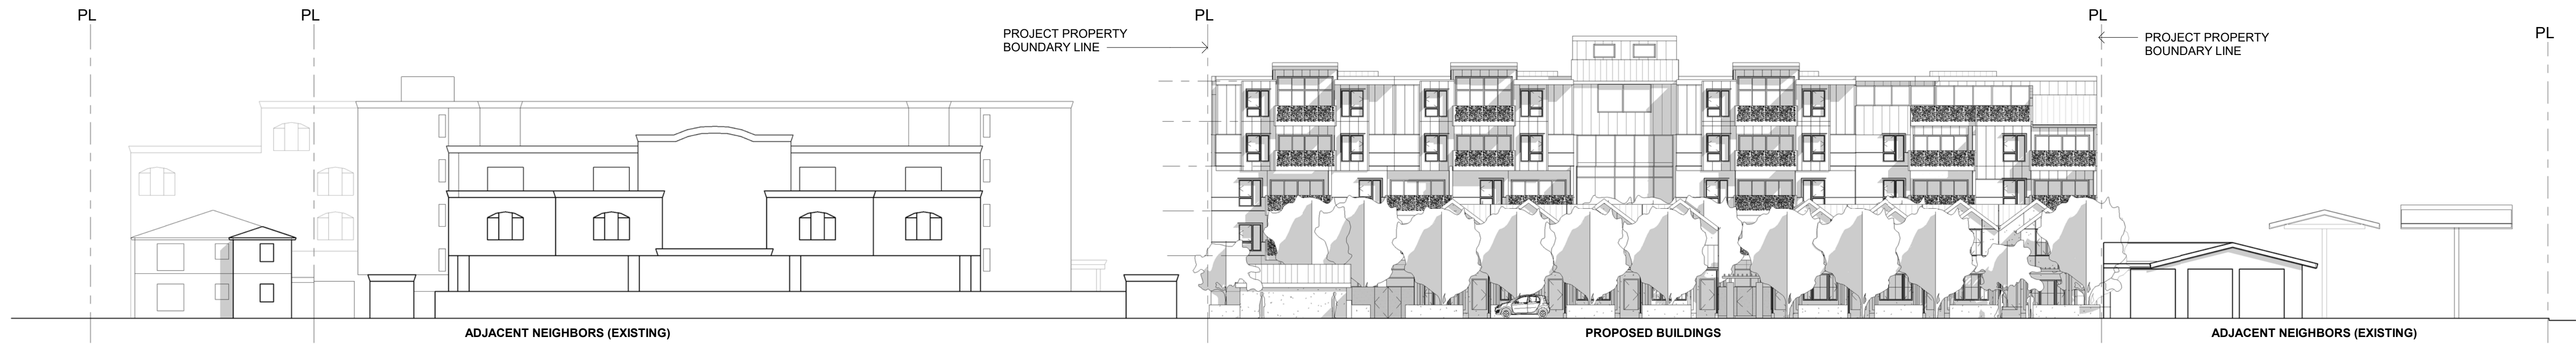 PL
PL
PL
PL
PL
PROJECT PROPERTY
BOUNDARY LINE
PROJECT PROPERTY
BOUNDARY LINE
ADJACENT NEIGHBORS (EXISTING)
PROPOSED BUILDINGS
ADJACENT NEIGHBORS (EXISTING)